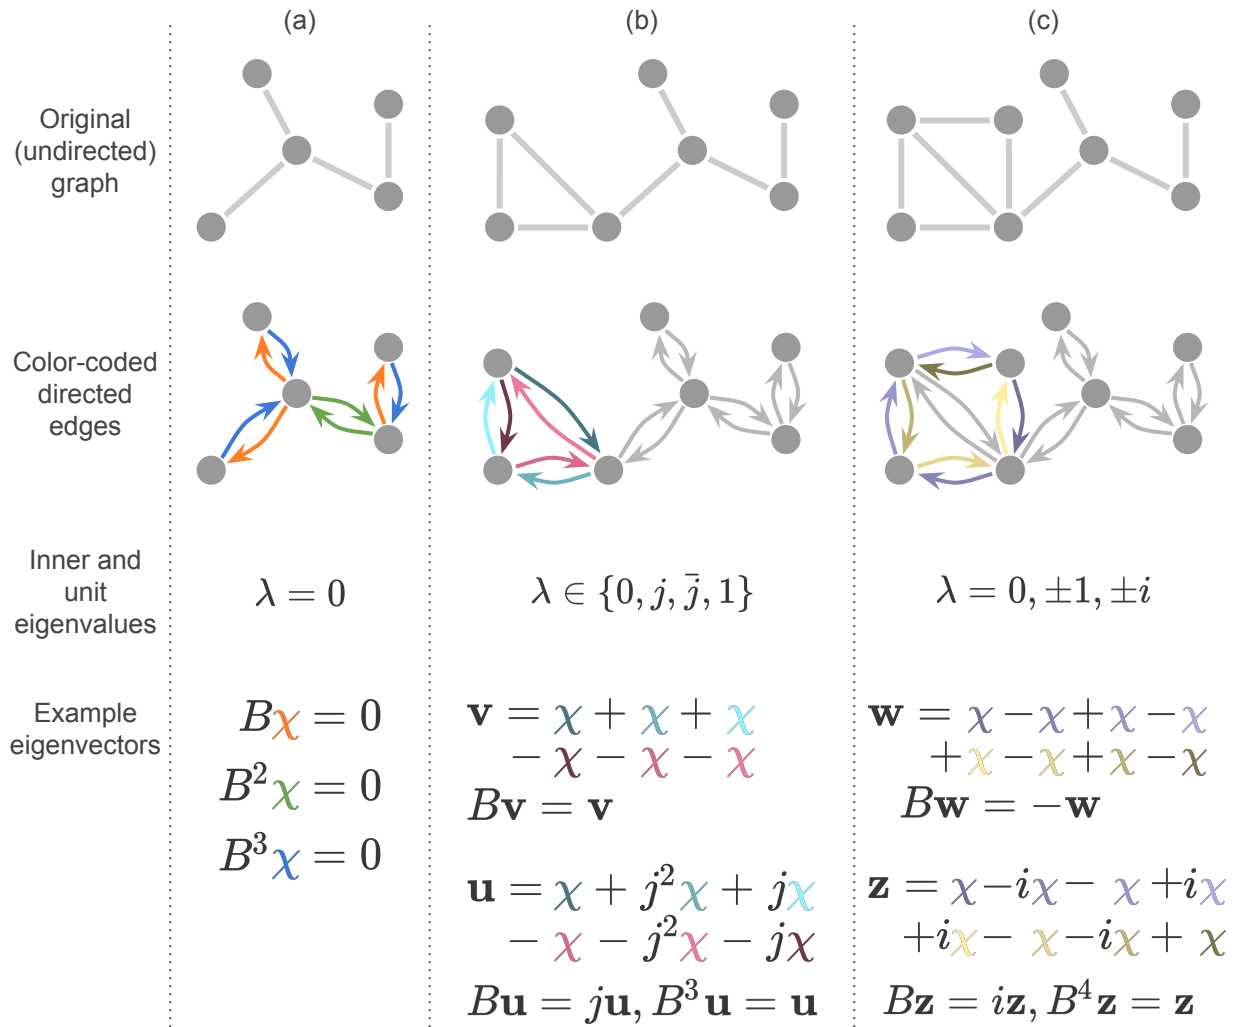 (a) (b) (c)
Original
(undirected)
graph
Color-coded
directed
edges
Inner and
unit
eigenvalues
λ = 0
λ ∈ {0, j, j̄, 1}
λ = 0, ±1, ±i
Example
eigenvectors
Bχ = 0
B²χ = 0
B³χ = 0
v = χ + χ + χ
− χ − χ − χ
Bv = v
u = χ + j²χ + jχ
− χ − j²χ − jχ
Bu = ju, B³u = u
w = χ − χ + χ − χ
+ χ − χ + χ − χ
Bw = −w
z = χ − iχ − χ + iχ
+ iχ − χ − iχ + χ
Bz = iz, B⁴z = z